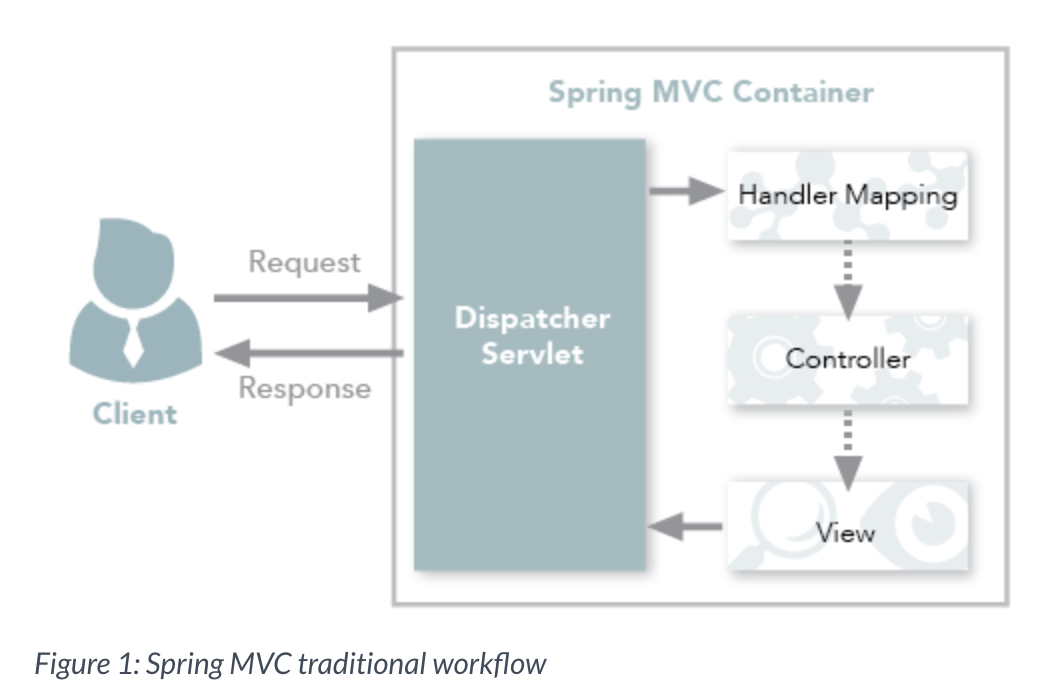 Spring MVC Container
Handler Mapping
Request
Dispatcher
Servlet
Controller
Response
Client
View
Figure 1: Spring MVC traditional workflow